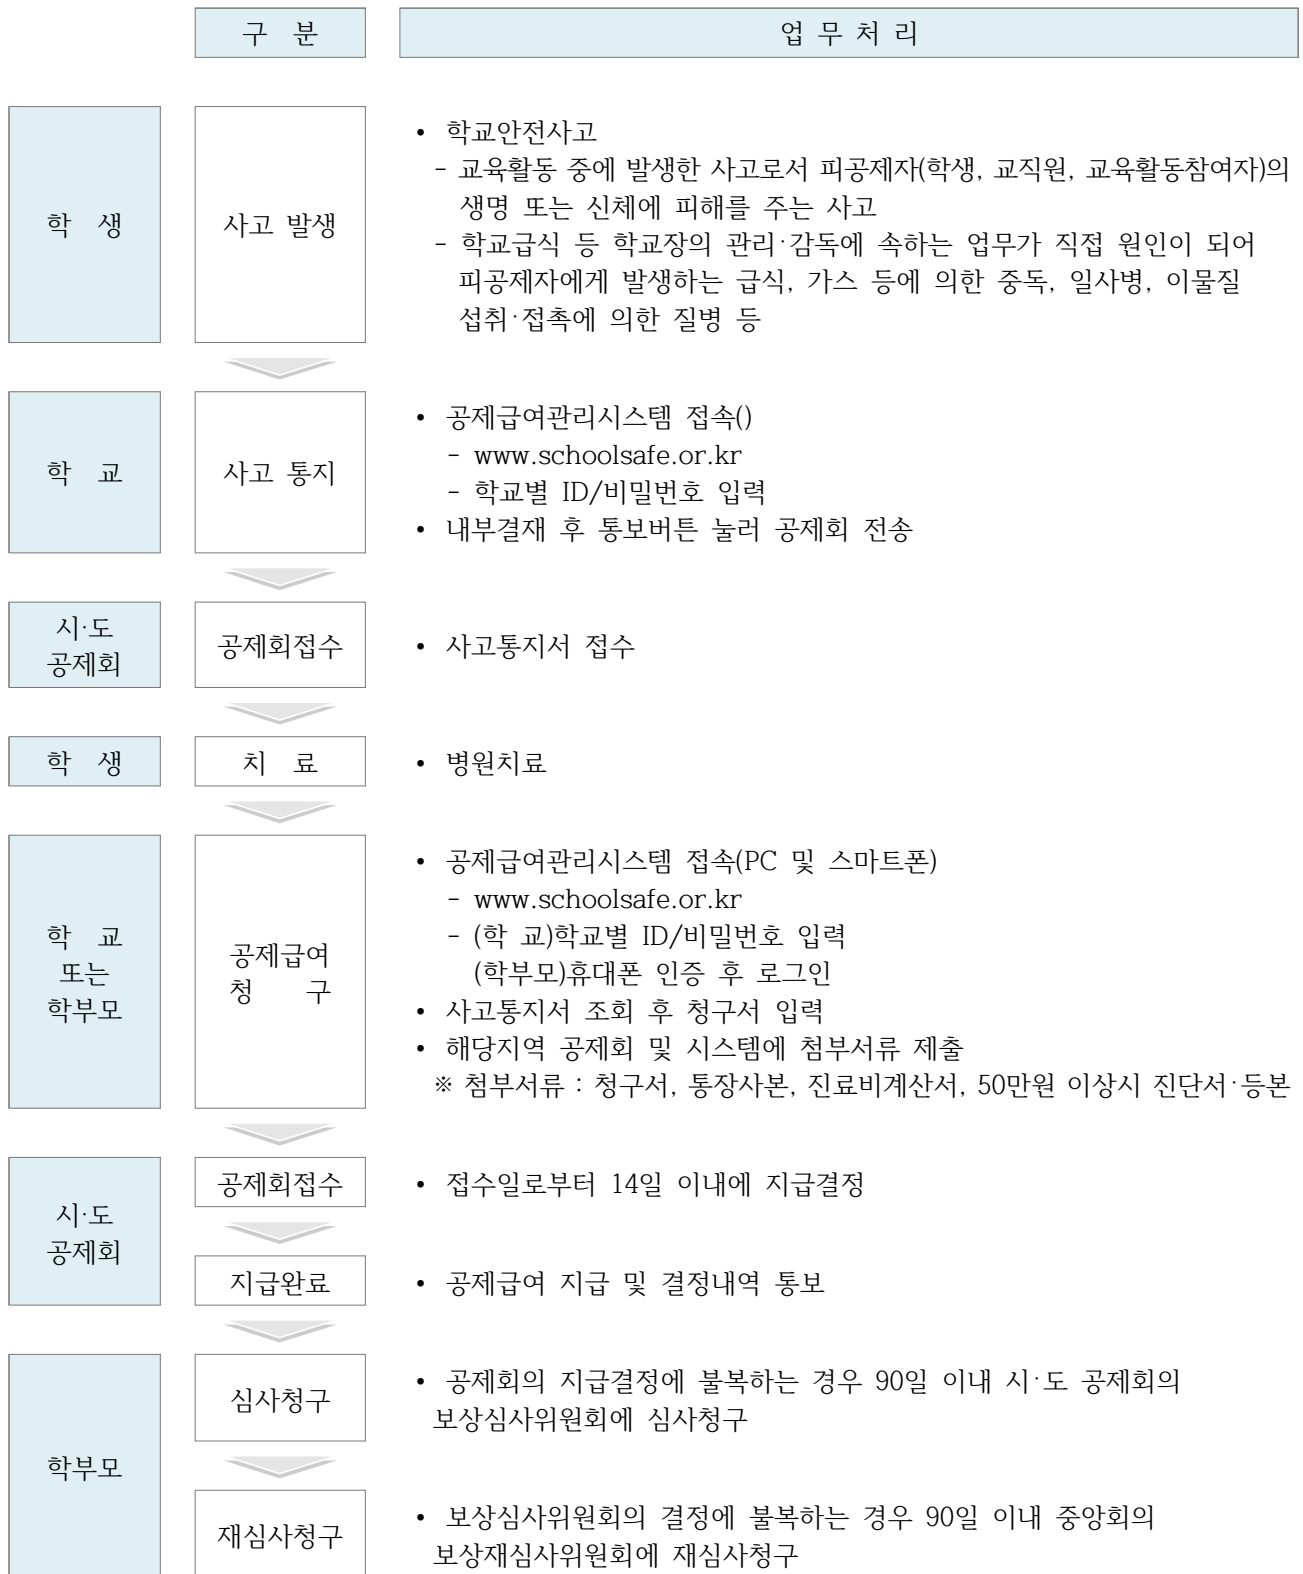 구 분
업 무 처 리
학 생
사고 발생
• 학교안전사고
- 교육활동 중에 발생한 사고로서 피공제자(학생, 교직원, 교육활동참여자)의
생명 또는 신체에 피해를 주는 사고
- 학교급식 등 학교장의 관리·감독에 속하는 업무가 직접 원인이 되어
피공제자에게 발생하는 급식, 가스 등에 의한 중독, 일사병, 이물질
섭취·접촉에 의한 질병 등
학 교
사고 통지
• 공제급여관리시스템 접속()
- www.schoolsafe.or.kr
- 학교별 ID/비밀번호 입력
• 내부결재 후 통보버튼 눌러 공제회 전송
시·도
공제회
공제회접수
• 사고통지서 접수
학 생
치 료
• 병원치료
학 교
또는
학부모
공제급여
청 구
• 공제급여관리시스템 접속(PC 및 스마트폰)
- www.schoolsafe.or.kr
- (학 교)학교별 ID/비밀번호 입력
(학부모)휴대폰 인증 후 로그인
• 사고통지서 조회 후 청구서 입력
• 해당지역 공제회 및 시스템에 첨부서류 제출
※ 첨부서류 : 청구서, 통장사본, 진료비계산서, 50만원 이상시 진단서·등본
시·도
공제회
공제회접수
• 접수일로부터 14일 이내에 지급결정
지급완료
• 공제급여 지급 및 결정내역 통보
학부모
심사청구
• 공제회의 지급결정에 불복하는 경우 90일 이내 시·도 공제회의
보상심사위원회에 심사청구
재심사청구
• 보상심사위원회의 결정에 불복하는 경우 90일 이내 중앙회의
보상재심사위원회에 재심사청구